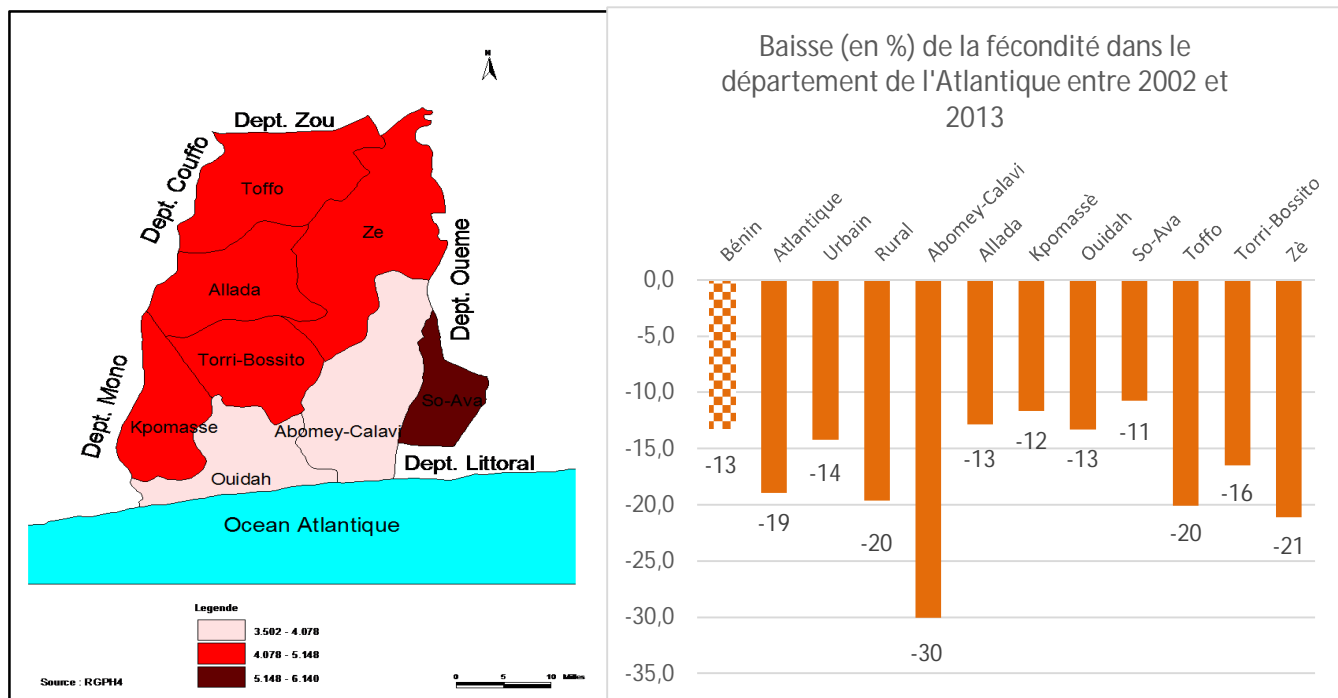 N
Dept. Zou
Dept. Couffo
Toffo
Ze
Dept. Oueme
Allada
Torri-Bossito
Dept. Mono
So-Ava
Kpomasse
Abomey-Calavi
Dept. Littoral
Ouidah
Ocean Atlantique
Legende
3.502 - 4.078
4.078 - 5.148
5.148 - 6.140
Source : RGPH4
0 5 10 Miles
Baisse (en %) de la fécondité dans le
département de l'Atlantique entre 2002 et
2013
Bénin
Atlantique
Urbain
Rural
Abomey-Calavi
Allada
Kpomassè
Ouidah
So-Ava
Toffo
Torri-Bossito
Zè
0,0
-5,0
-10,0
-15,0
-20,0
-25,0
-30,0
-35,0
-13
-19
-14
-20
-30
-13
-12
-13
-11
-20
-16
-21